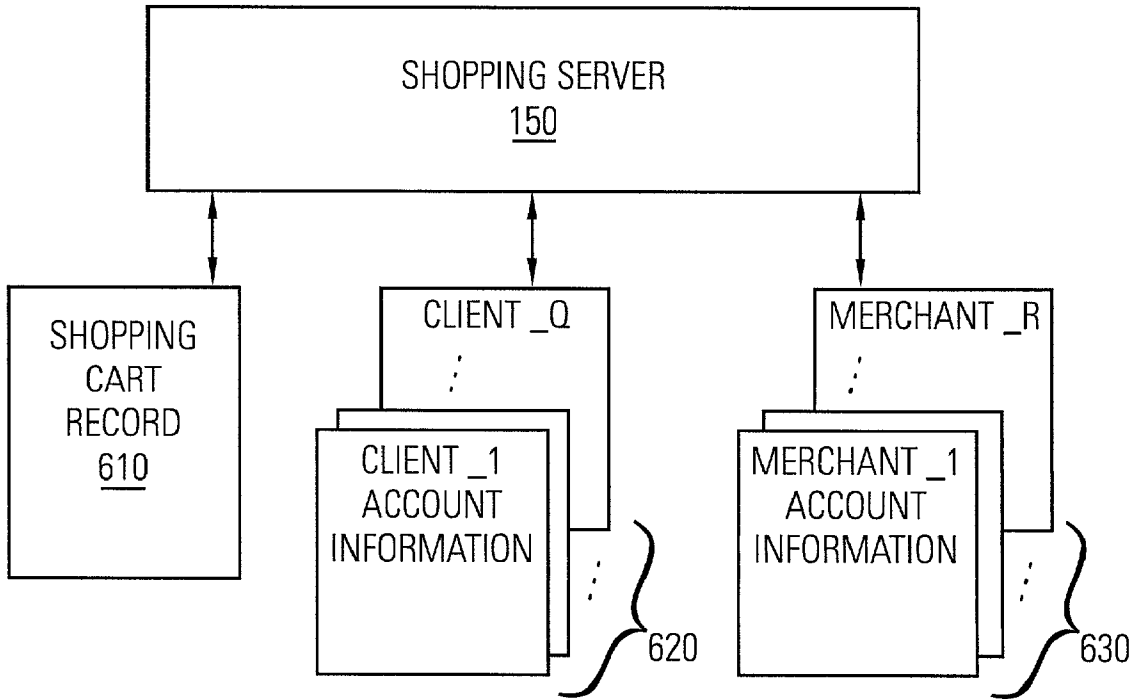 SHOPPING SERVER
150
SHOPPING
CART
RECORD
610
CLIENT _Q
CLIENT _1
ACCOUNT
INFORMATION
620
MERCHANT _R
MERCHANT _1
ACCOUNT
INFORMATION
630